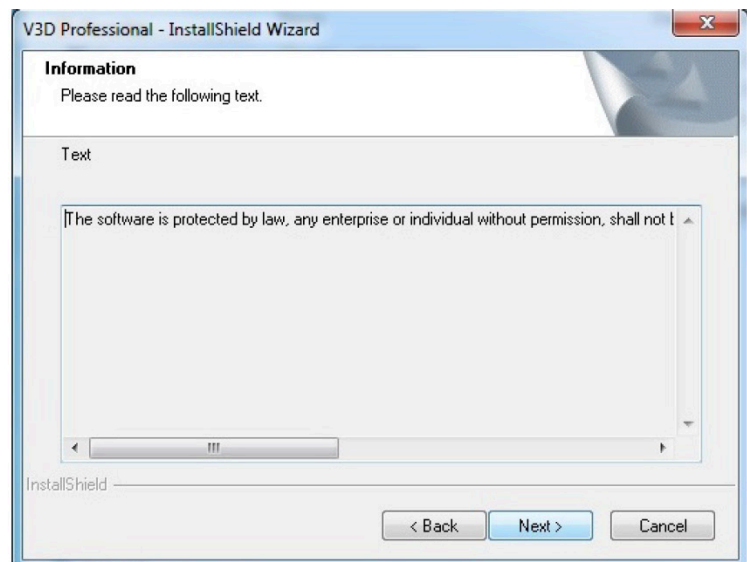 V3D Professional - InstallShield Wizard
Information
Please read the following text.
Text
The software is protected by law, any enterprise or individual without permission, shall not b
InstallShield
< Back
Next >
Cancel